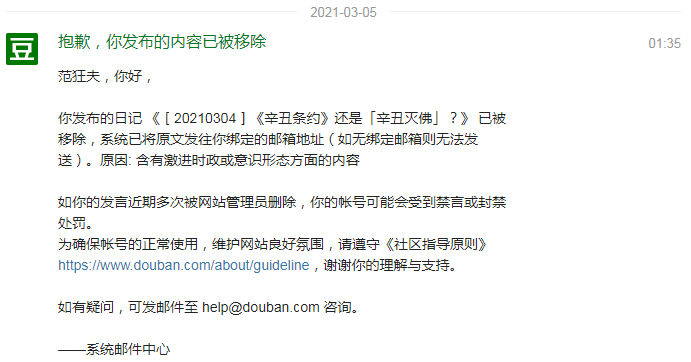 2021-03-05
豆
抱歉，你发布的内容已被移除
01:35
范狂夫，你好，
你发布的日记 《［20210304］《辛丑条约》还是「辛丑灭佛」？》 已被
移除，系统已将原文发往你绑定的邮箱地址（如无绑定邮箱则无法发
送）。原因: 含有激进时政或意识形态方面的内容
如你的发言近期多次被网站管理员删除，你的帐号可能会受到禁言或封禁
处罚。
为确保帐号的正常使用，维护网站良好氛围，请遵守《社区指导原则》
https://www.douban.com/about/guideline，谢谢你的理解与支持。
如有疑问，可发邮件至 help@douban.com 咨询。
——系统邮件中心